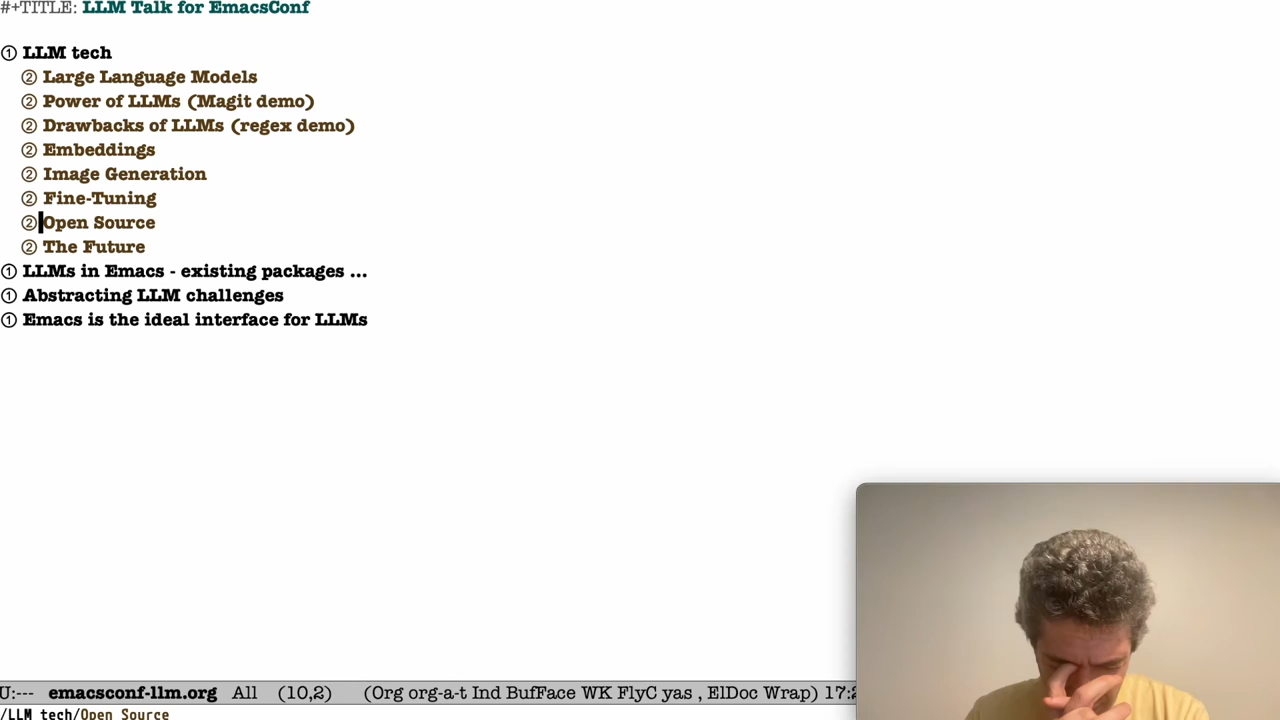 #+TITLE: LLM Talk for EmacsConf
① LLM tech
② Large Language Models
② Power of LLMs (Magit demo)
② Drawbacks of LLMs (regex demo)
② Embeddings
② Image Generation
② Fine-Tuning
② Open Source
② The Future
① LLMs in Emacs - existing packages ...
① Abstracting LLM challenges
① Emacs is the ideal interface for LLMs
U:--- emacsconf-llm.org All (10,2) (Org org-a-t Ind BufFace WK FlyC yas , ElDoc Wrap) 17:2
/LLM tech/Open Source